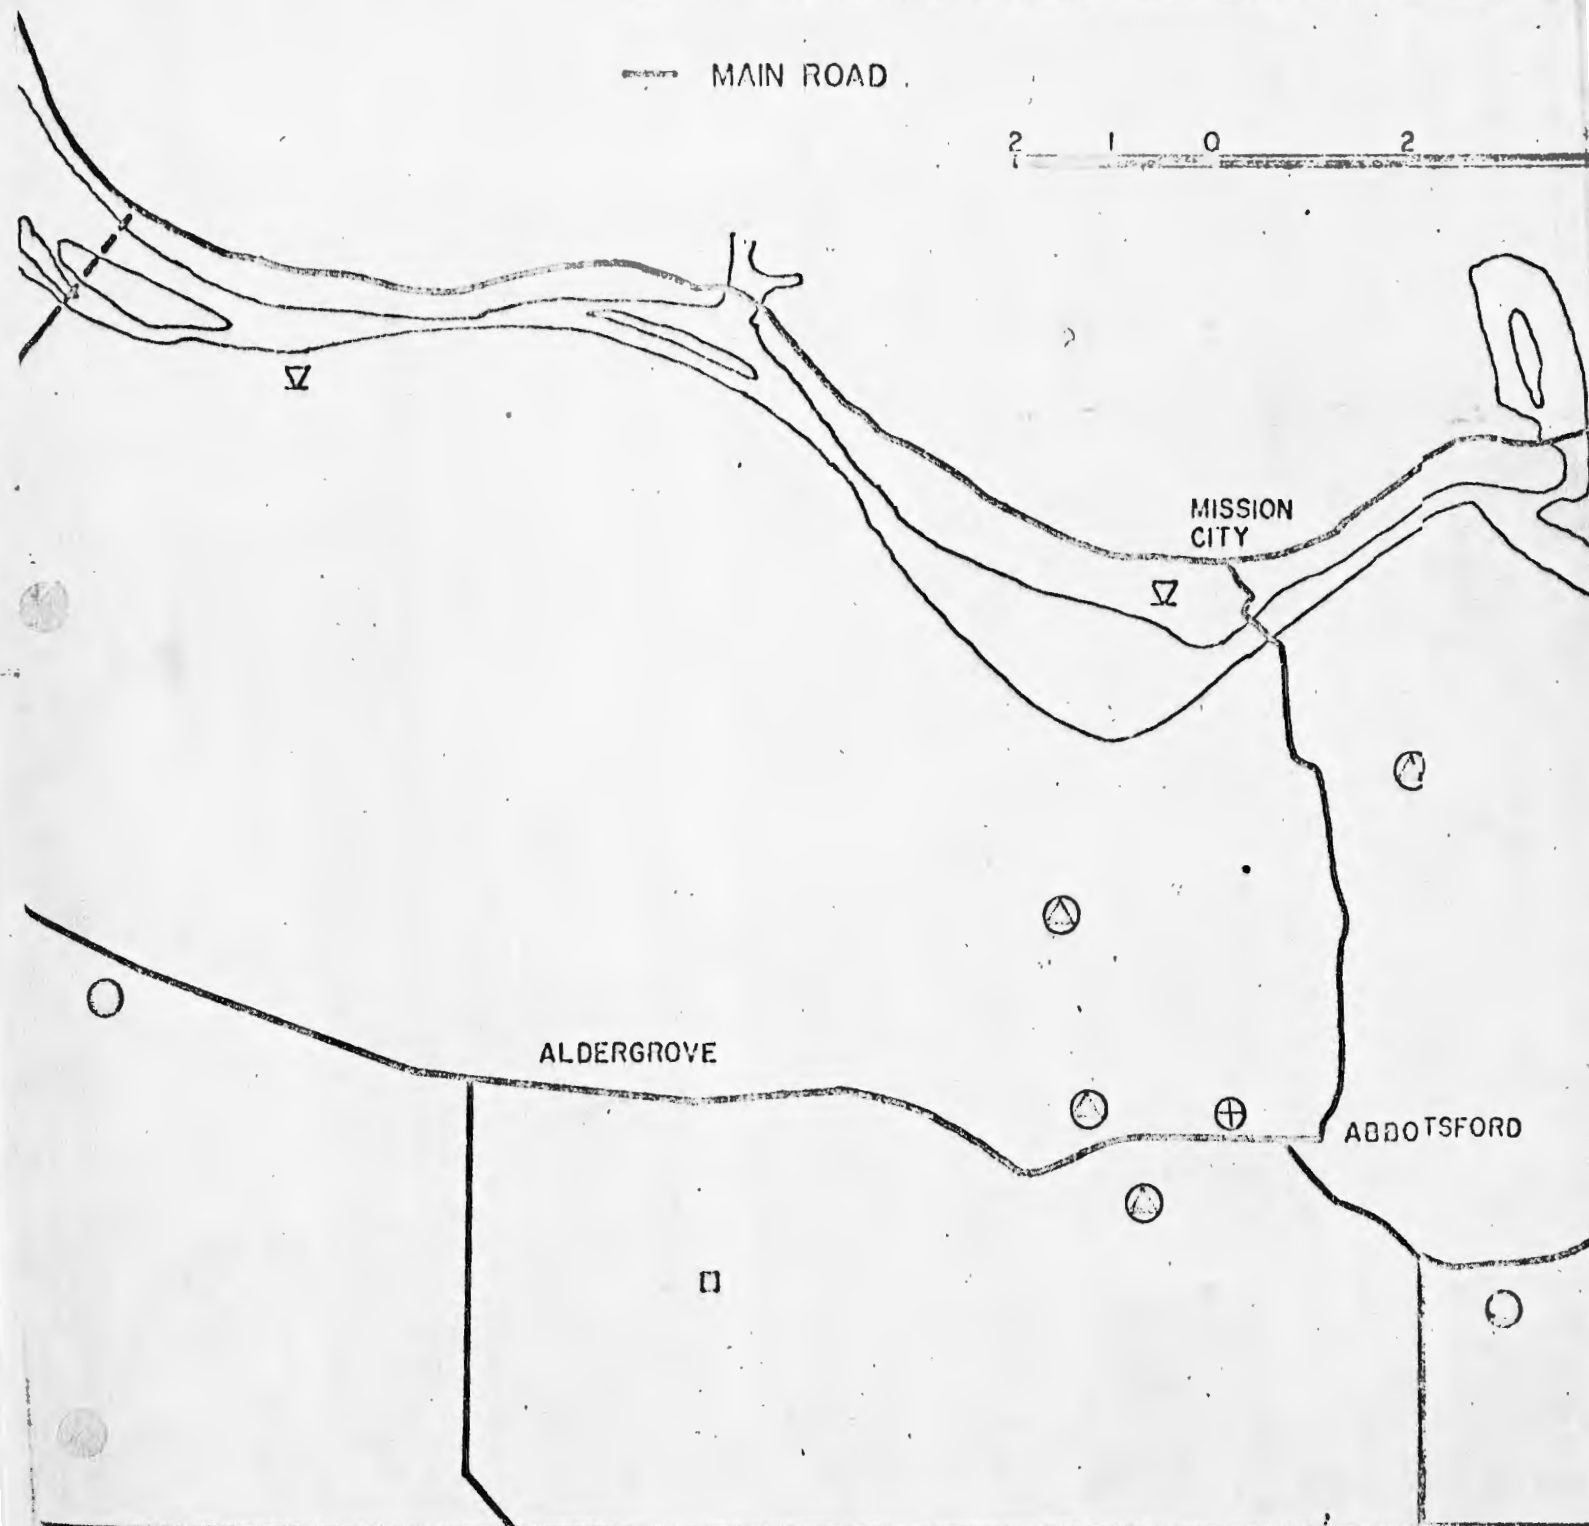 MAIN ROAD
2 1 0 2
MISSION
CITY
ALDERGROVE
ABBOTSFORD